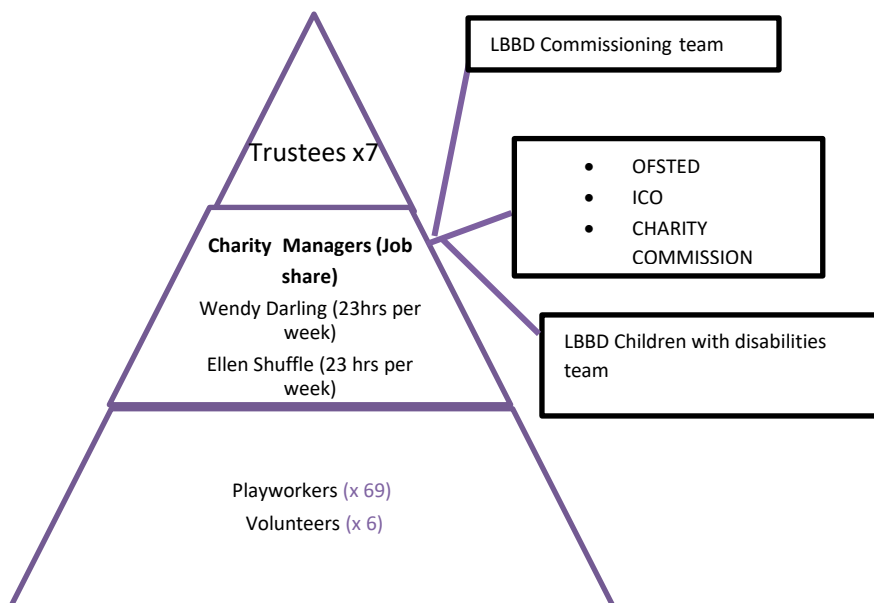 LBBD Commissioning team
Trustees x7
• OFSTED
• ICO
• CHARITY
COMMISSION
Charity Managers (Job
share)
Wendy Darling (23hrs per
week)
Ellen Shuffle (23 hrs per
week)
LBBD Children with disabilities
team
Playworkers (x 69)
Volunteers (x 6)